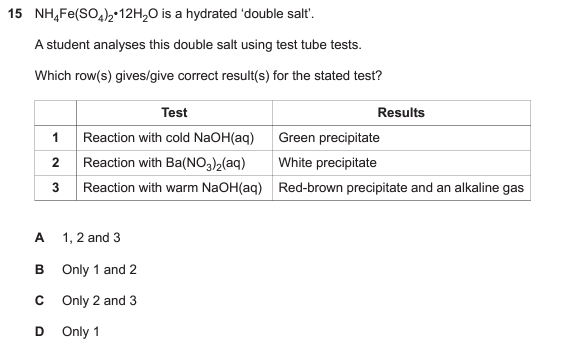 15 NH₄Fe(SO₄)₂•12H₂O is a hydrated ‘double salt’.
A student analyses this double salt using test tube tests.
Which row(s) gives/give correct result(s) for the stated test?
Test Results
1 Reaction with cold NaOH(aq) Green precipitate
2 Reaction with Ba(NO₃)₂(aq) White precipitate
3 Reaction with warm NaOH(aq) Red-brown precipitate and an alkaline gas
A 1, 2 and 3
B Only 1 and 2
C Only 2 and 3
D Only 1